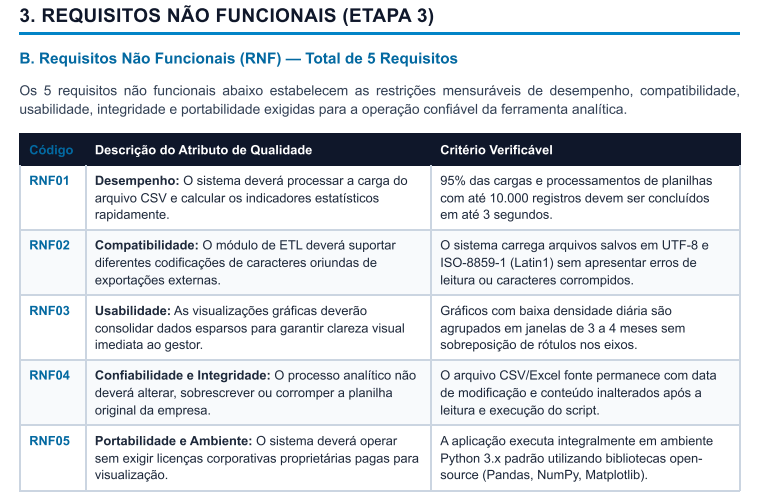 3. REQUISITOS NÃO FUNCIONAIS (ETAPA 3)
B. Requisitos Não Funcionais (RNF) — Total de 5 Requisitos
Os 5 requisitos não funcionais abaixo estabelecem as restrições mensuráveis de desempenho, compatibilidade,
usabilidade, integridade e portabilidade exigidas para a operação confiável da ferramenta analítica.
Código Descrição do Atributo de Qualidade Critério Verificável
RNF01
Desempenho: O sistema deverá processar a carga do
arquivo CSV e calcular os indicadores estatísticos
rapidamente.
95% das cargas e processamentos de planilhas
com até 10.000 registros devem ser concluídos
em até 3 segundos.
RNF02
Compatibilidade: O módulo de ETL deverá suportar
diferentes codificações de caracteres oriundas de
exportações externas.
O sistema carrega arquivos salvos em UTF-8 e
ISO-8859-1 (Latin1) sem apresentar erros de
leitura ou caracteres corrompidos.
RNF03
Usabilidade: As visualizações gráficas deverão
consolidar dados esparsos para garantir clareza visual
imediata ao gestor.
Gráficos com baixa densidade diária são
agrupados em janelas de 3 a 4 meses sem
sobreposição de rótulos nos eixos.
RNF04
Confiabilidade e Integridade: O processo analítico não
deverá alterar, sobrescrever ou corromper a planilha
original da empresa.
O arquivo CSV/Excel fonte permanece com data
de modificação e conteúdo inalterados após a
leitura e execução do script.
RNF05
Portabilidade e Ambiente: O sistema deverá operar
sem exigir licenças corporativas proprietárias pagas para
visualização.
A aplicação executa integralmente em ambiente
Python 3.x padrão utilizando bibliotecas open-
source (Pandas, NumPy, Matplotlib).